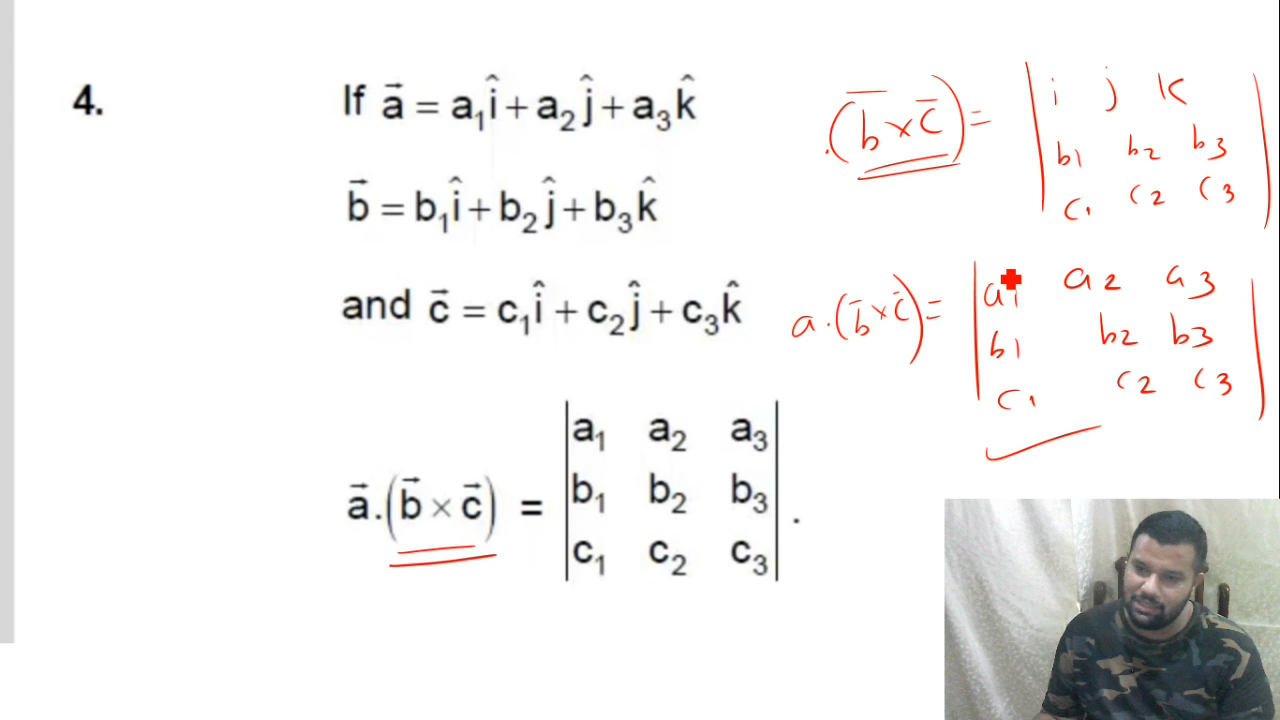 4. If a⃗ = a₁î + a₂ĵ + a₃k̂
b⃗ = b₁î + b₂ĵ + b₃k̂
and c⃗ = c₁î + c₂ĵ + c₃k̂
a⃗.(b⃗ × c⃗) = | a₁ a₂ a₃ |
| b₁ b₂ b₃ | .
| c₁ c₂ c₃ |
.(b̅ × c̅) = | i j k |
| b1 b2 b3 |
| c1 c2 c3 |
a.(b̅ × c̅) = | a1 a2 a3 |
| b1 b2 b3 |
| c1 c2 c3 |